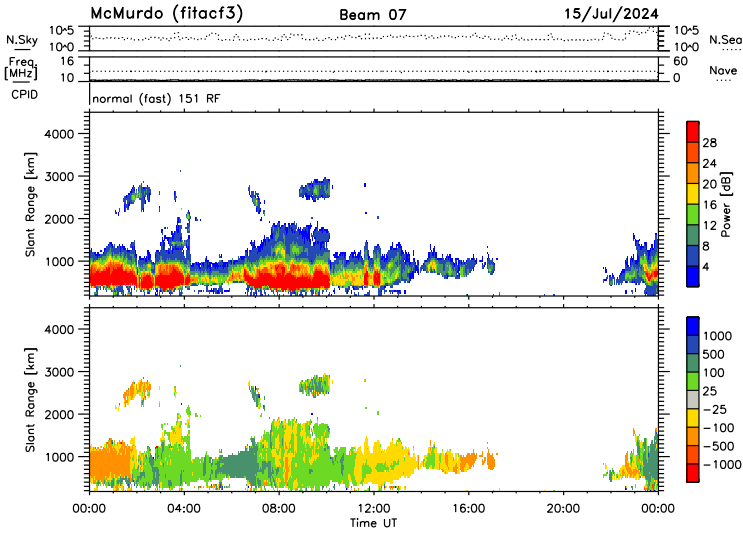 McMurdo (fitacf3) Beam 07 15/Jul/2024
N.Sky 10^5 10^0 10^5 10^0 N.Sea
Freq. [MHz] 16 10 60 0 Nave
CPID normal (fast) 151 RF
Slant Range [km] 4000 3000 2000 1000
Power [dB] 28 24 20 16 12 8 4
Slant Range [km] 4000 3000 2000 1000
1000 500 100 25 -25 -100 -500 -1000
00:00 04:00 08:00 12:00 16:00 20:00 00:00
Time UT